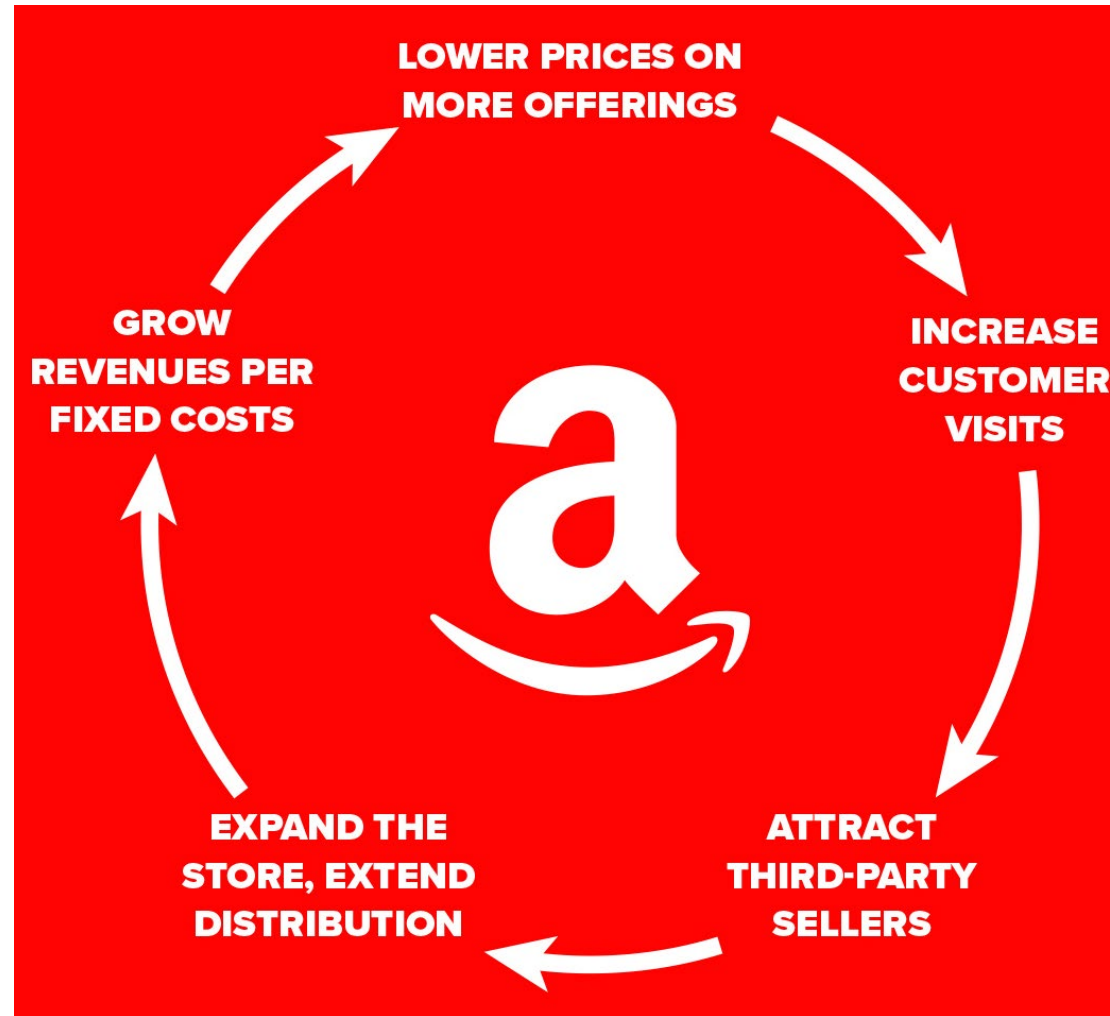 LOWER PRICES ON
MORE OFFERINGS
INCREASE
CUSTOMER
VISITS
ATTRACT
THIRD-PARTY
SELLERS
EXPAND THE
STORE, EXTEND
DISTRIBUTION
GROW
REVENUES PER
FIXED COSTS
a